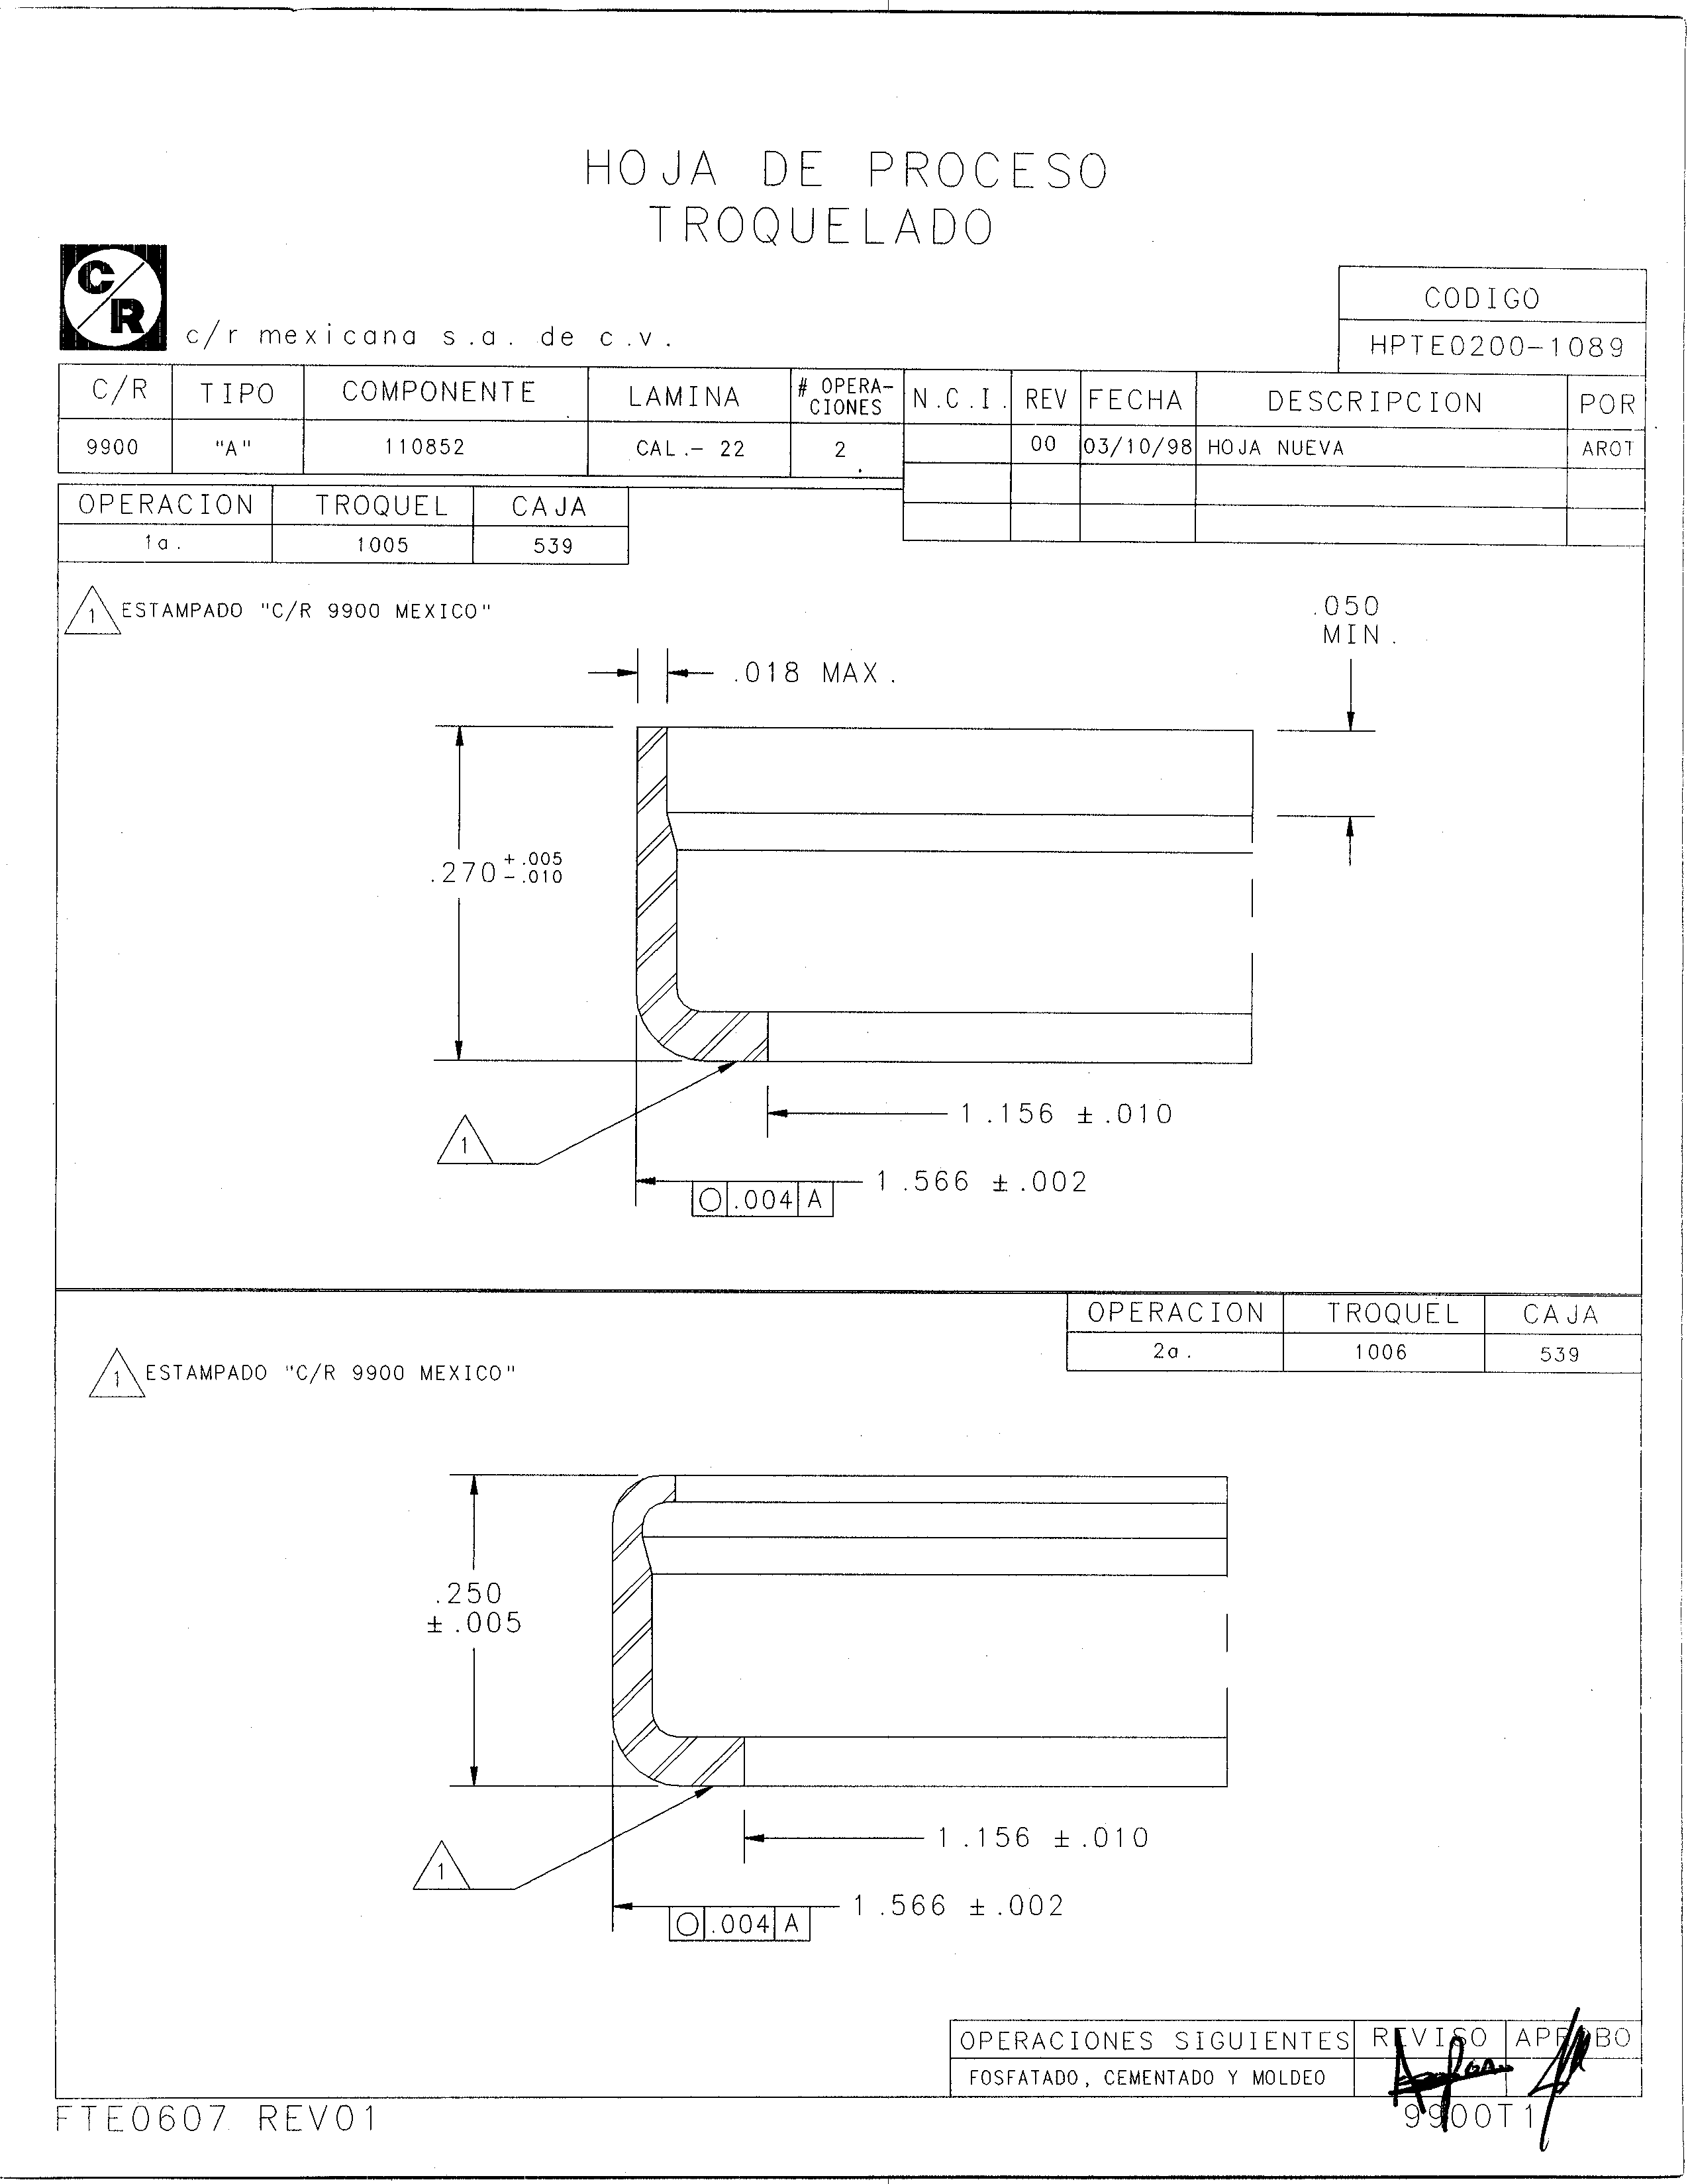 HOJA DE PROCESO
TROQUELADO
C/R
c/r mexicana s.a. de c.v.
CODIGO
HPTE0200-1089
C/R TIPO COMPONENTE LAMINA # OPERA-CIONES N.C.I. REV FECHA DESCRIPCION POR
9900 "A" 110852 CAL.- 22 2 00 03/10/98 HOJA NUEVA AROT
OPERACION TROQUEL CAJA
1a. 1005 539
1 ESTAMPADO "C/R 9900 MEXICO"
.050
MIN.
.018 MAX.
.270 +.005 -.010
1.156 ±.010
1
1.566 ±.002
○ .004 A
OPERACION TROQUEL CAJA
2a. 1006 539
1 ESTAMPADO "C/R 9900 MEXICO"
.250
±.005
1.156 ±.010
1
1.566 ±.002
○ .004 A
OPERACIONES SIGUIENTES REVISO APROBO
FOSFATADO, CEMENTADO Y MOLDEO
FTE0607 REV01
9900T1